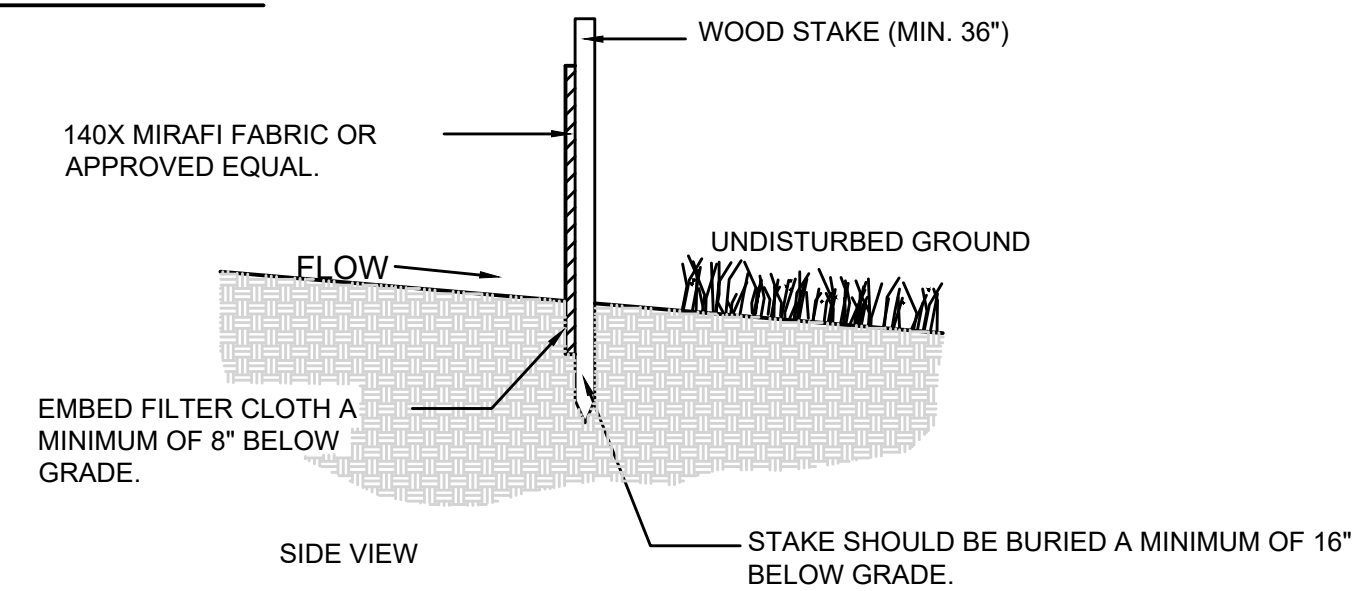 WOOD STAKE (MIN. 36")
140X MIRAFI FABRIC OR
APPROVED EQUAL.
UNDISTURBED GROUND
FLOW
EMBED FILTER CLOTH A
MINIMUM OF 8" BELOW
GRADE.
STAKE SHOULD BE BURIED A MINIMUM OF 16"
BELOW GRADE.
SIDE VIEW